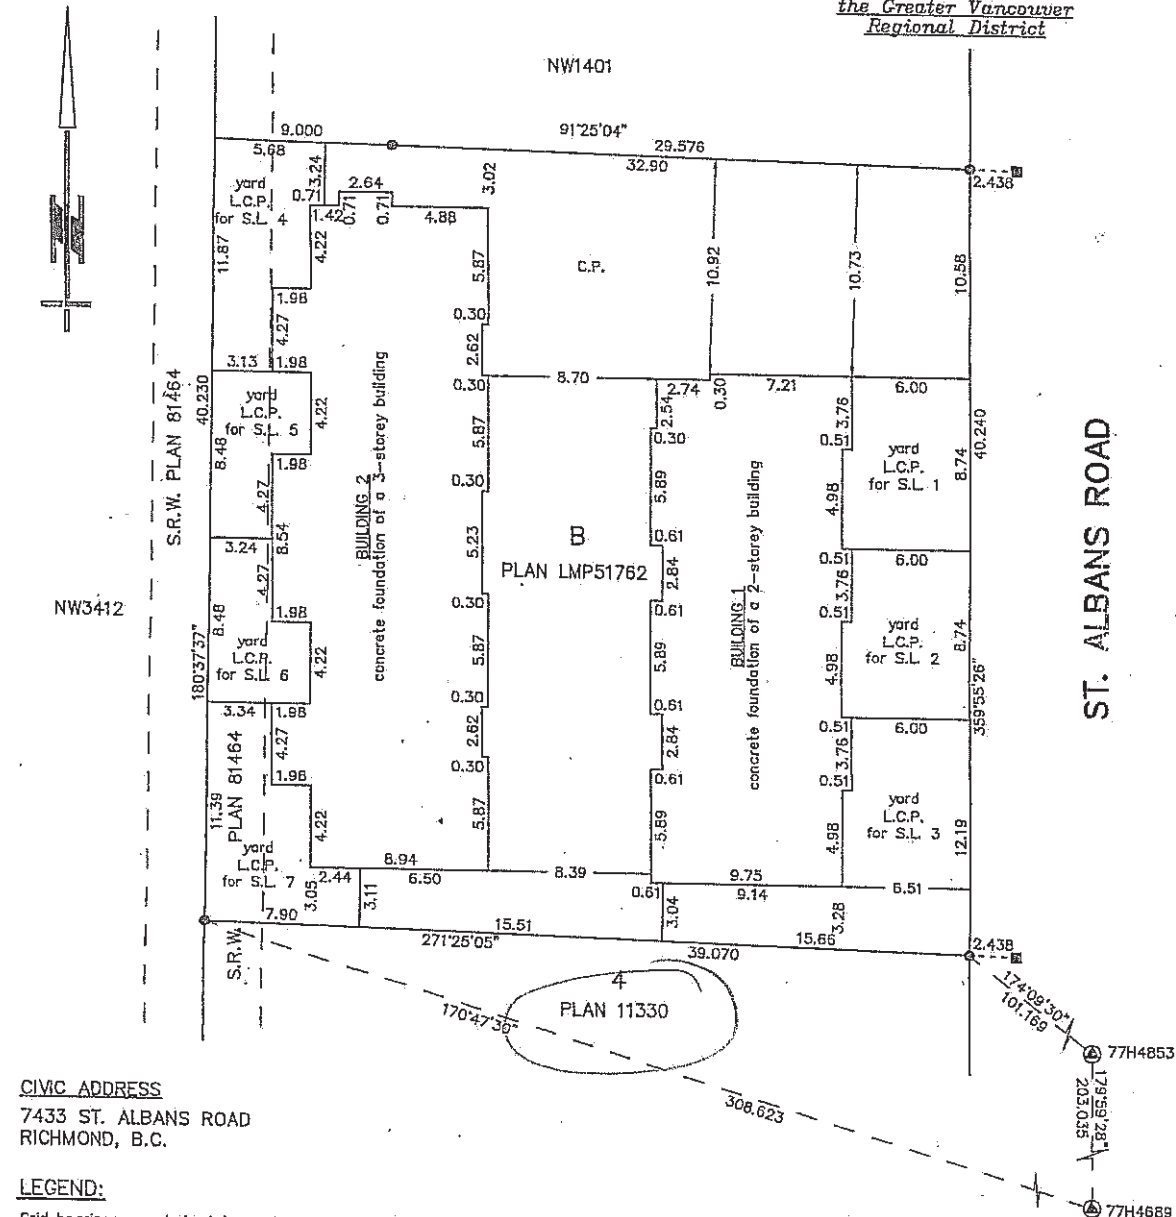 the Greater Vancouver
Regional District
NW1401
9.000
91°25'04"
29.576
5.68
32.90
2.438
3.24
3.02
yard
L.C.P.
for S.L. 4
0.71
2.64
1.42
0.71
0.71
4.88
11.87
4.22
5.87
C.P.
10.92
10.73
10.58
1.98
4.27
0.30
2.62
3.13
1.98
0.30
8.70
2.74
0.30
7.21
6.00
S.R.W. PLAN 81464
40.230
yard
L.C.P.
for S.L. 5
4.22
5.87
2.54
0.30
3.76
0.51
40.240
8.48
1.98
4.27
0.30
5.89
4.98
yard
L.C.P.
for S.L. 1
8.74
BUILDING 2
concrete foundation of a 3-storey building
3.24
8.54
4.27
5.23
B
PLAN LMP51762
0.61
2.84
0.61
BUILDING 1
concrete foundation of a 2-storey building
0.51
3.76
0.51
6.00
ST. ALBANS ROAD
NW3412
8.48
0.30
1.98
180°37'37"
yard
L.C.P.
for S.L. 6
4.22
5.87
5.89
4.98
yard
L.C.P.
for S.L. 2
8.74
359°55'26"
3.34
1.98
0.30
0.61
0.51
6.00
4.27
2.62
2.84
3.76
1.98
0.30
0.61
0.51
11.39
PLAN 81464
yard
L.C.P.
for S.L. 7
4.22
5.87
5.89
4.98
yard
L.C.P.
for S.L. 3
12.19
8.94
2.44
6.50
8.39
9.75
9.14
6.51
0.61
3.05
3.11
3.04
3.28
7.90
15.51
15.66
2.438
S.R.W.
271°25'05"
39.070
4
PLAN 11330
170°47'30"
174°09'30"
101.169
77H4853
179°59'28"
203.035
308.623
77H4689
CIVIC ADDRESS
7433 ST. ALBANS ROAD
RICHMOND, B.C.
LEGEND: